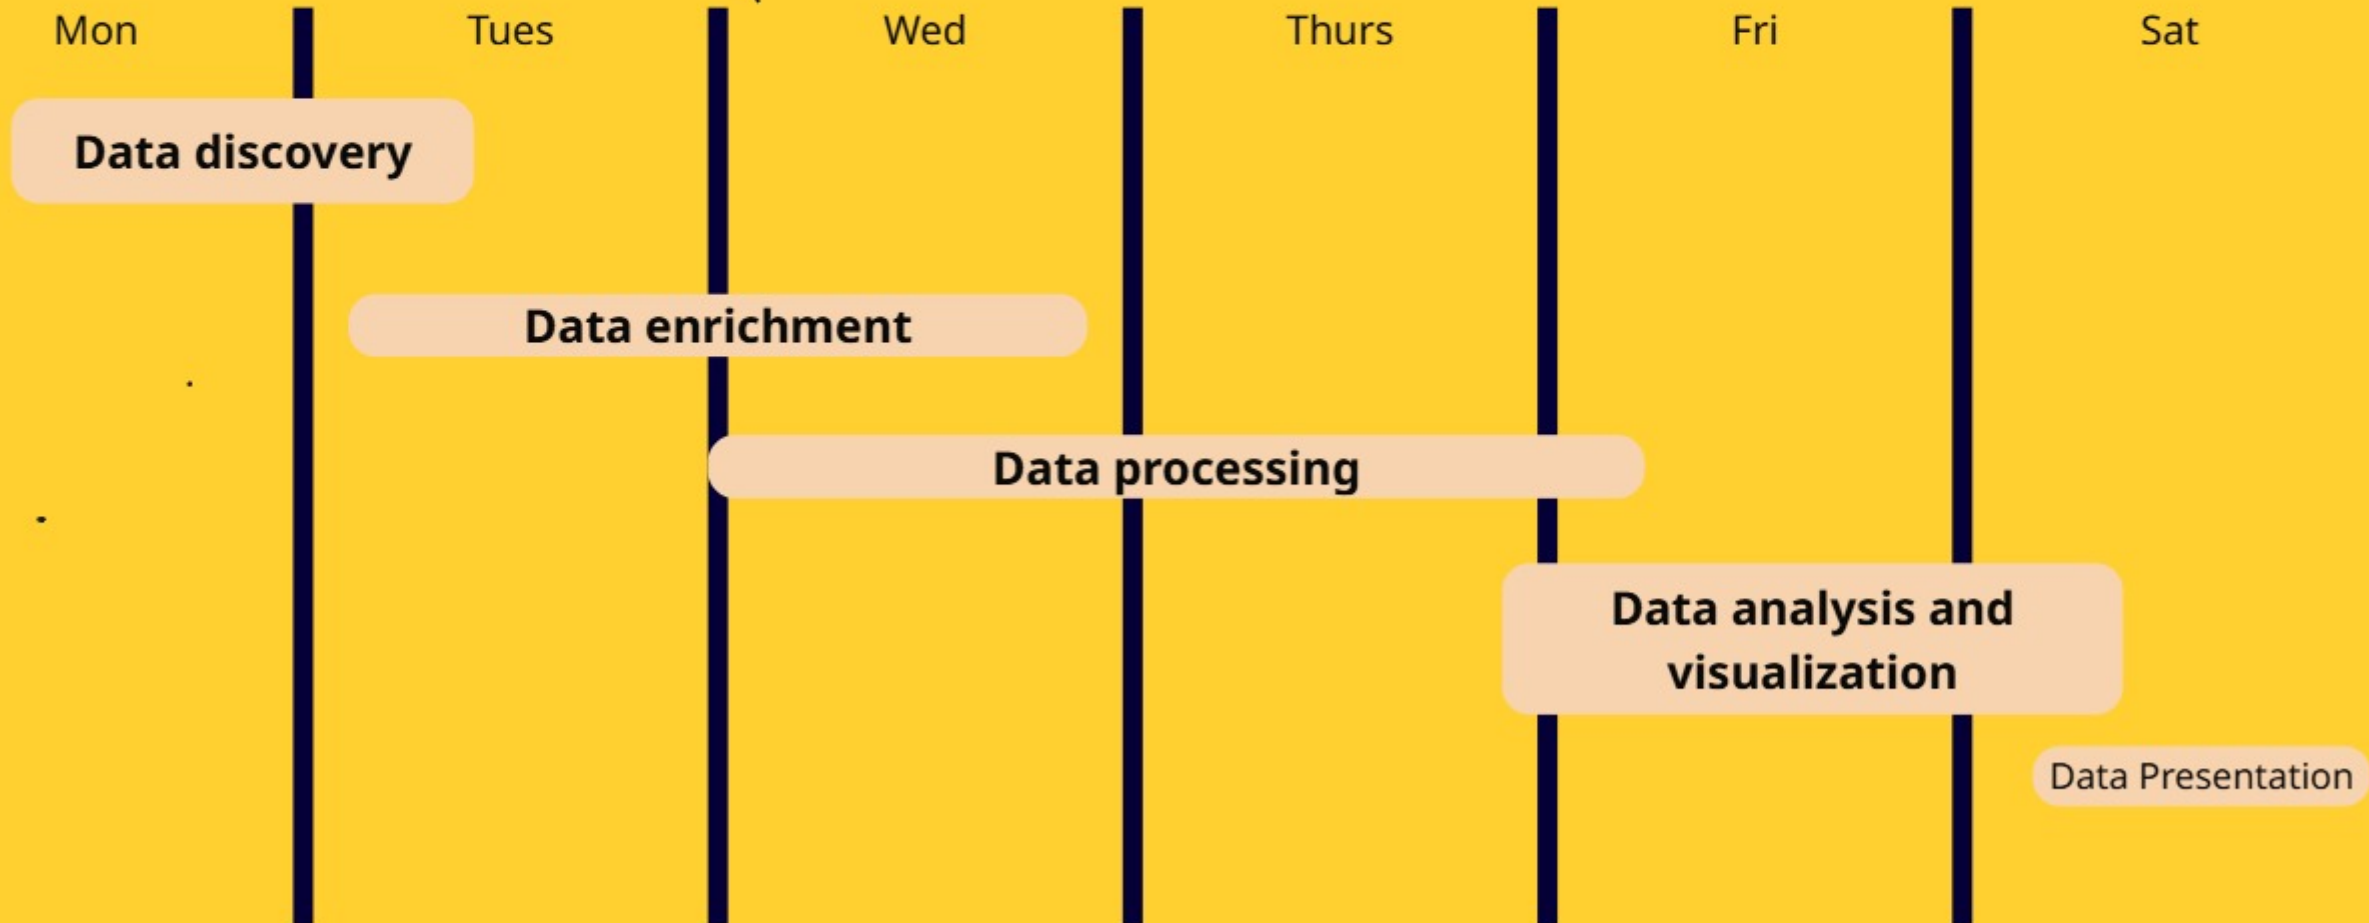 Mon Tues Wed Thurs Fri Sat
Data discovery
Data enrichment
Data processing
Data analysis and
visualization
Data Presentation